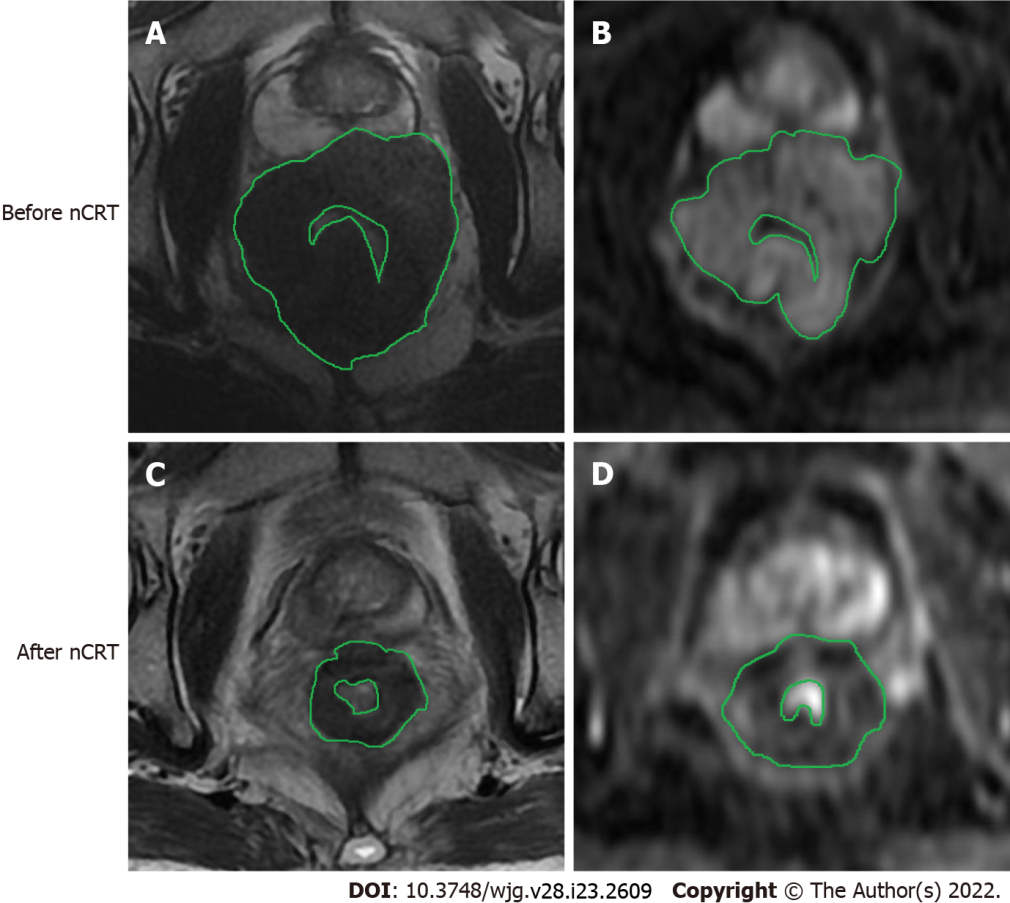 A
B
Before nCRT
C
D
After nCRT
DOI: 10.3748/wjg.v28.i23.2609 Copyright © The Author(s) 2022.